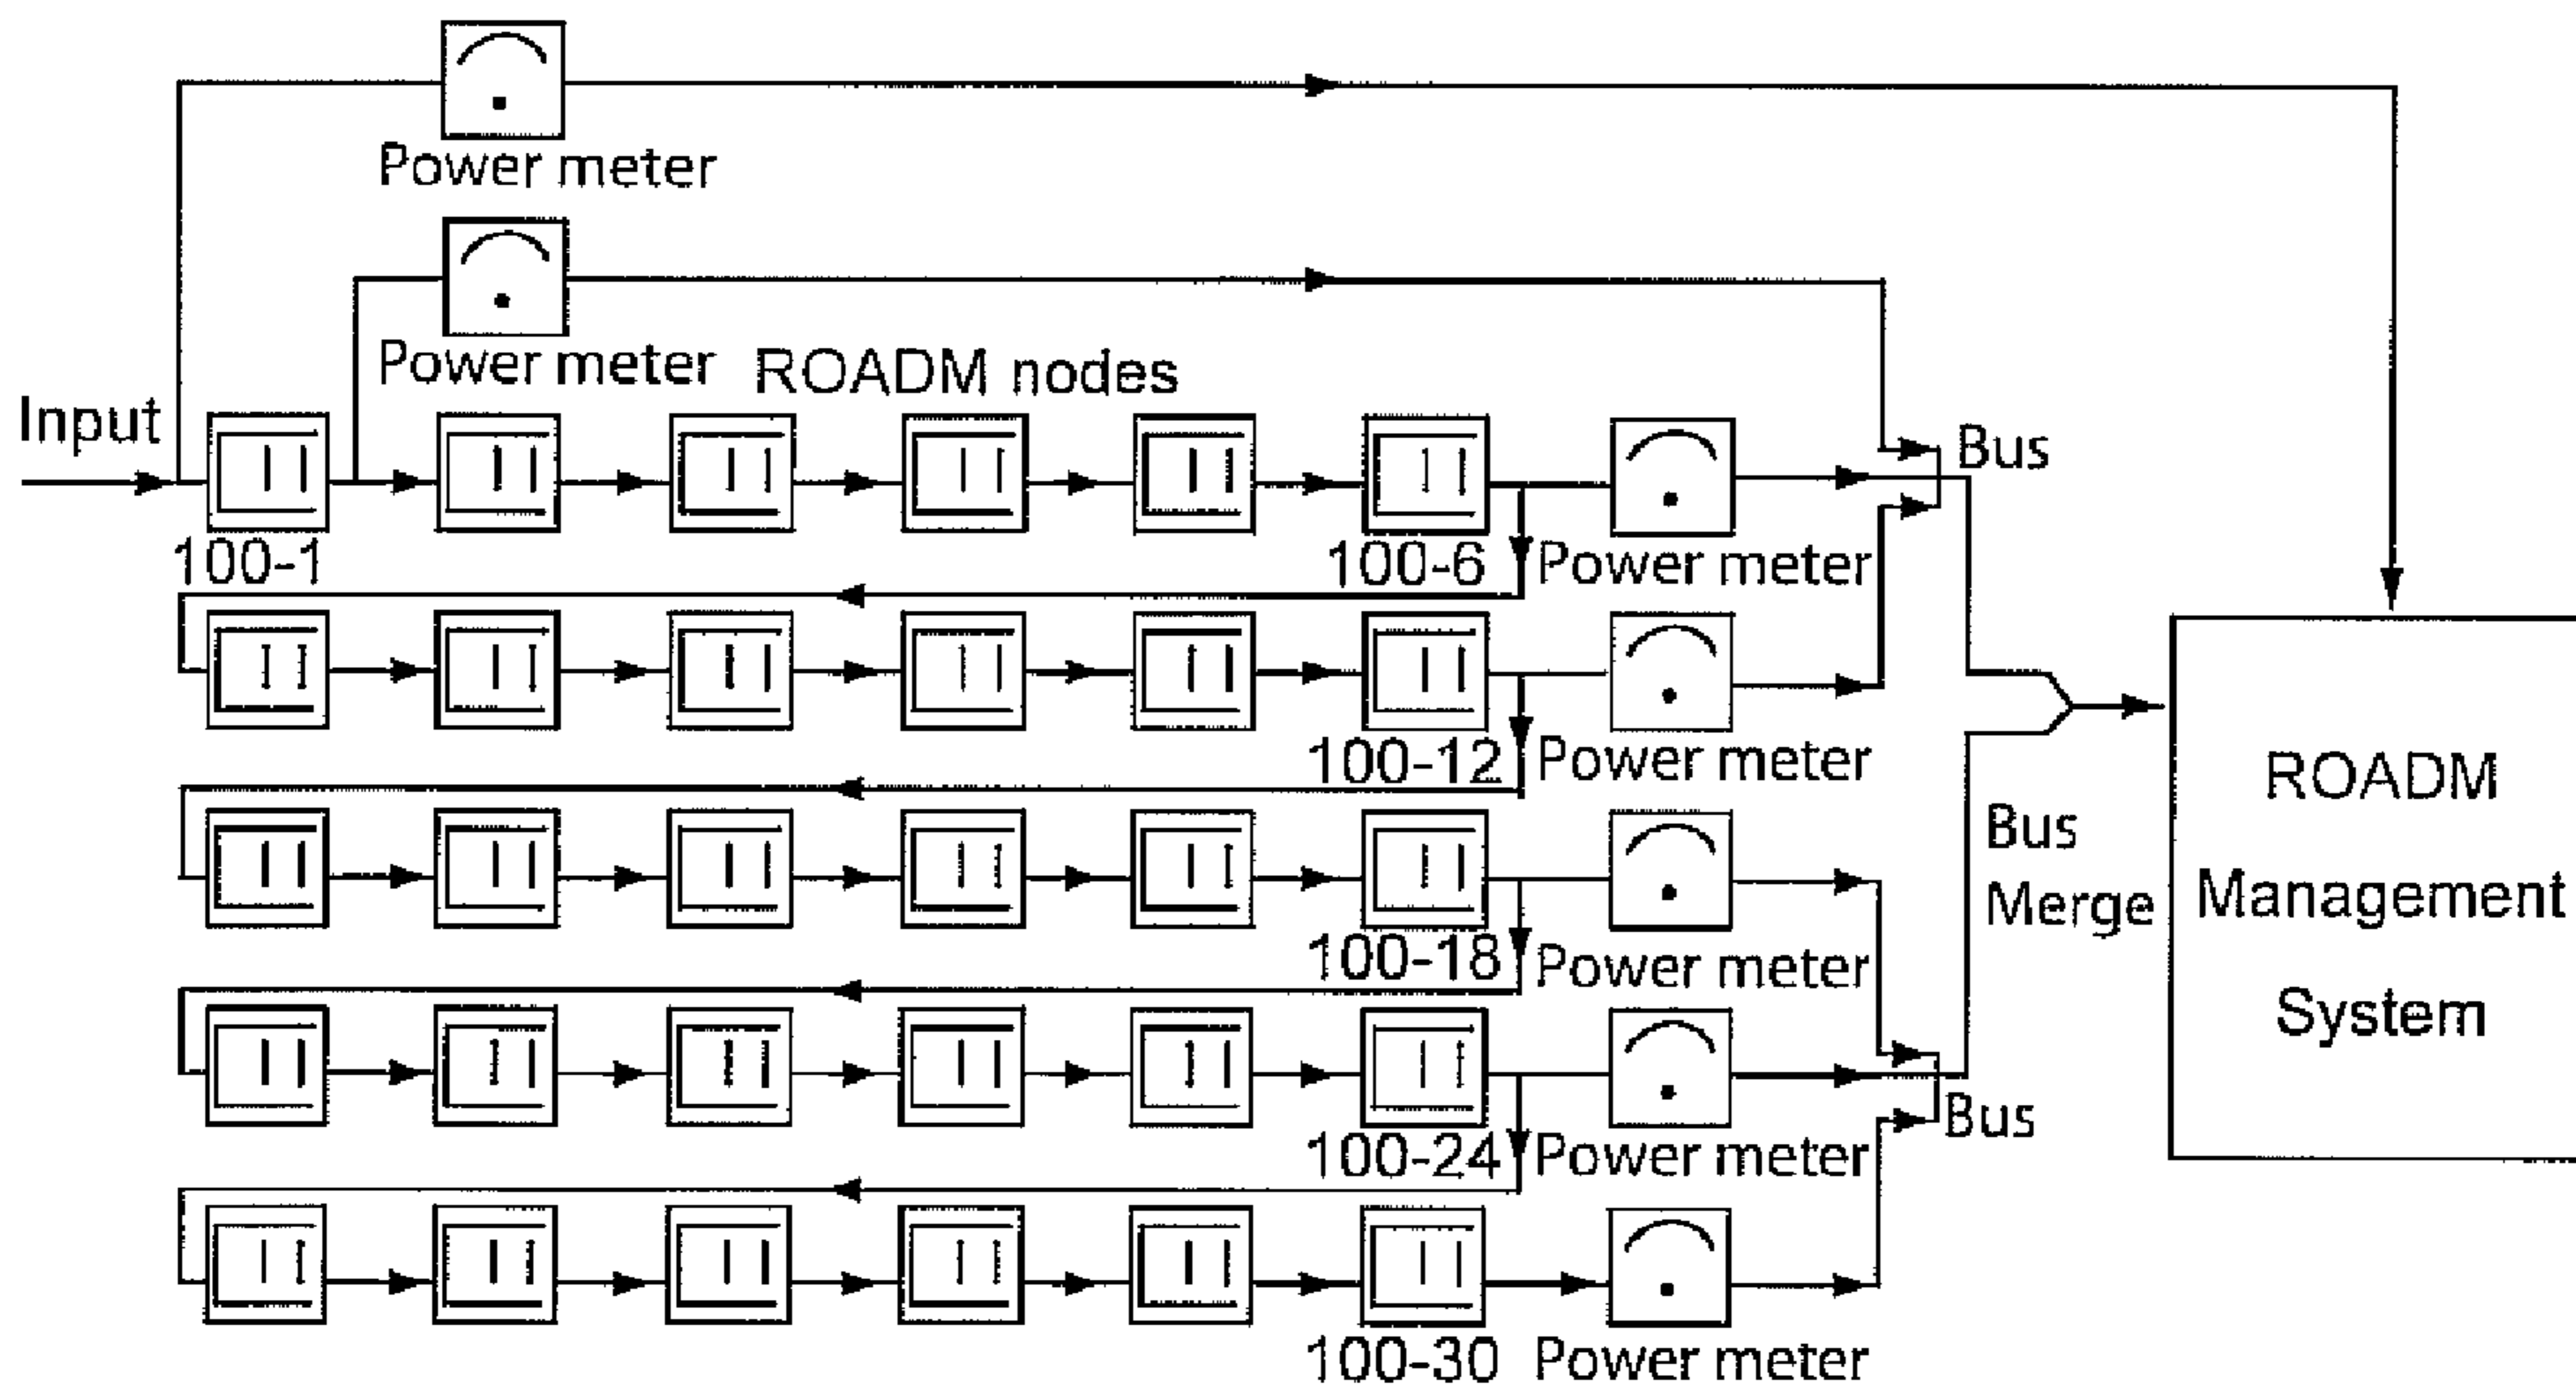 Power meter
Power meter
ROADM nodes
Input
Bus
100-1
100-6
Power meter
100-12
Power meter
ROADM
Management
System
Bus
Merge
100-18
Power meter
Bus
100-24
Power meter
100-30
Power meter